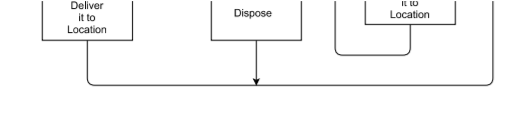 Deliver
it to
Location
Dispose
it to
Location